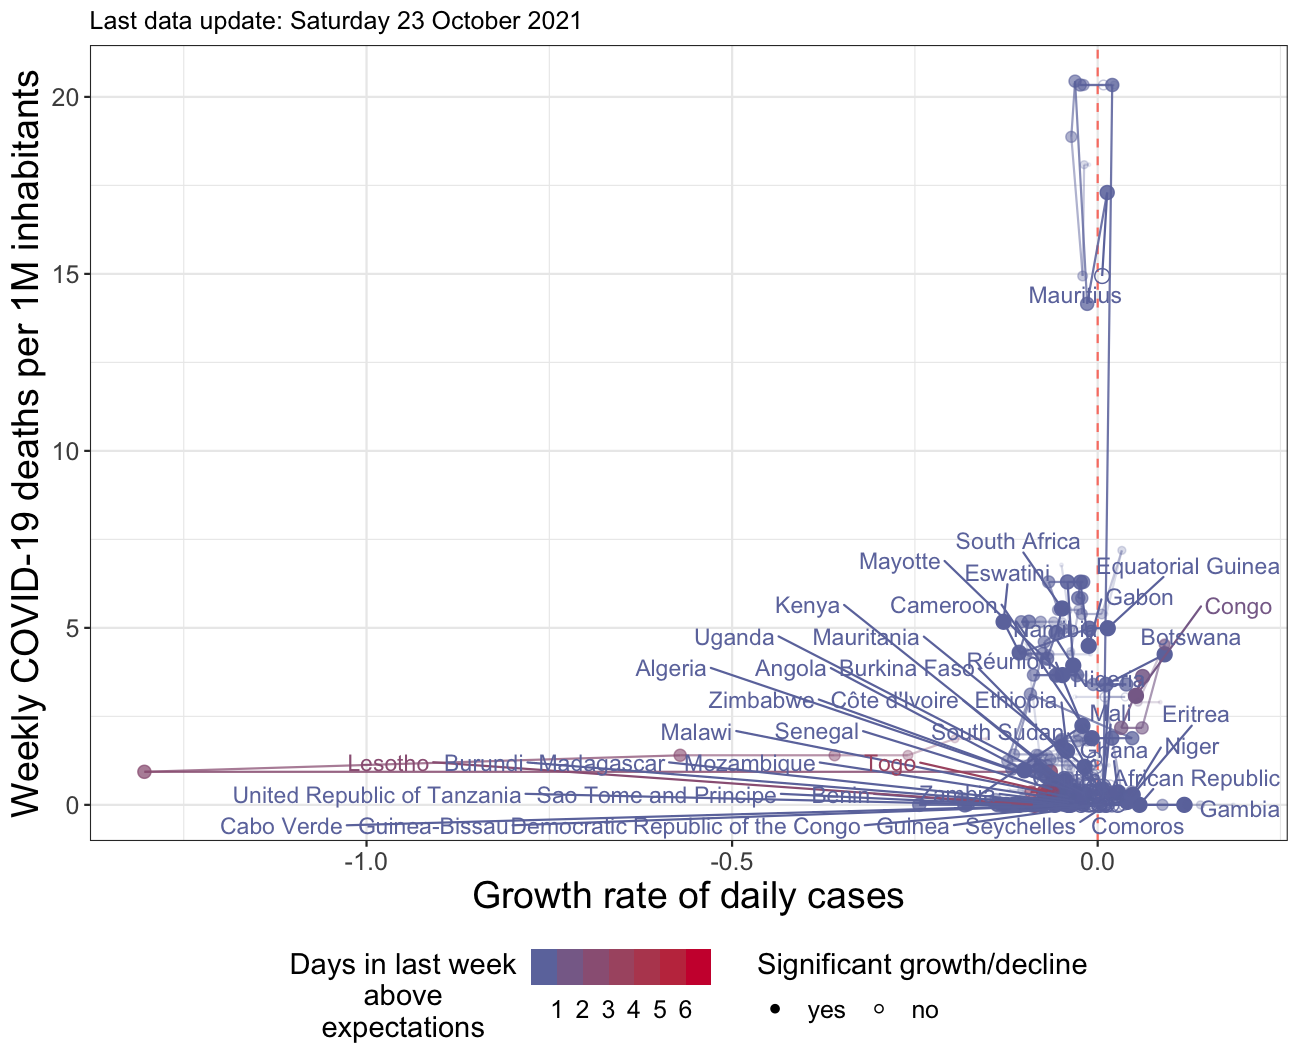 Last data update: Saturday 23 October 2021
Weekly COVID-19 deaths per 1M inhabitants
20
15
10
5
0
Mauritius
South Africa
Mayotte
Eswatini
Equatorial Guinea
Kenya
Cameroon
Gabon
Congo
Uganda
Mauritania
Namibia
Botswana
Algeria
Angola
Burkina Faso
Réunion
Nigeria
Zimbabwe
Côte d'Ivoire
Ethiopia
Mali
Eritrea
Malawi
Senegal
South Sudan
Ghana
Niger
Lesotho
Burundi
Madagascar
Mozambique
Togo
African Republic
United Republic of Tanzania
Sao Tome and Principe
Benin
Zambia
Gambia
Cabo Verde
Guinea-Bissau
Democratic Republic of the Congo
Guinea
Seychelles
Comoros
-1.0
-0.5
0.0
Growth rate of daily cases
Days in last week
above
expectations
1 2 3 4 5 6
Significant growth/decline
yes
no